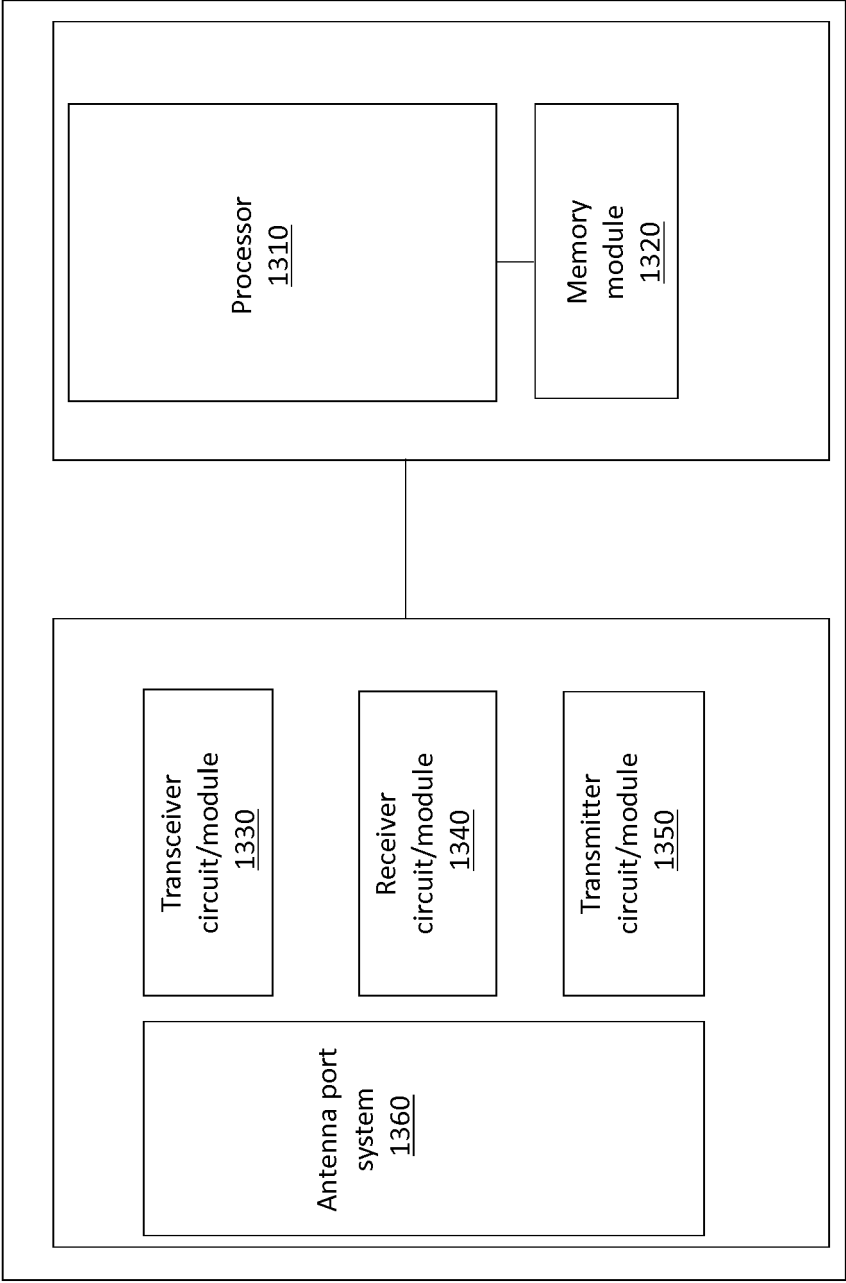 Antenna port
system
1360
Transceiver
circuit/module
1330
Receiver
circuit/module
1340
Transmitter
circuit/module
1350
Processor
1310
Memory
module
1320